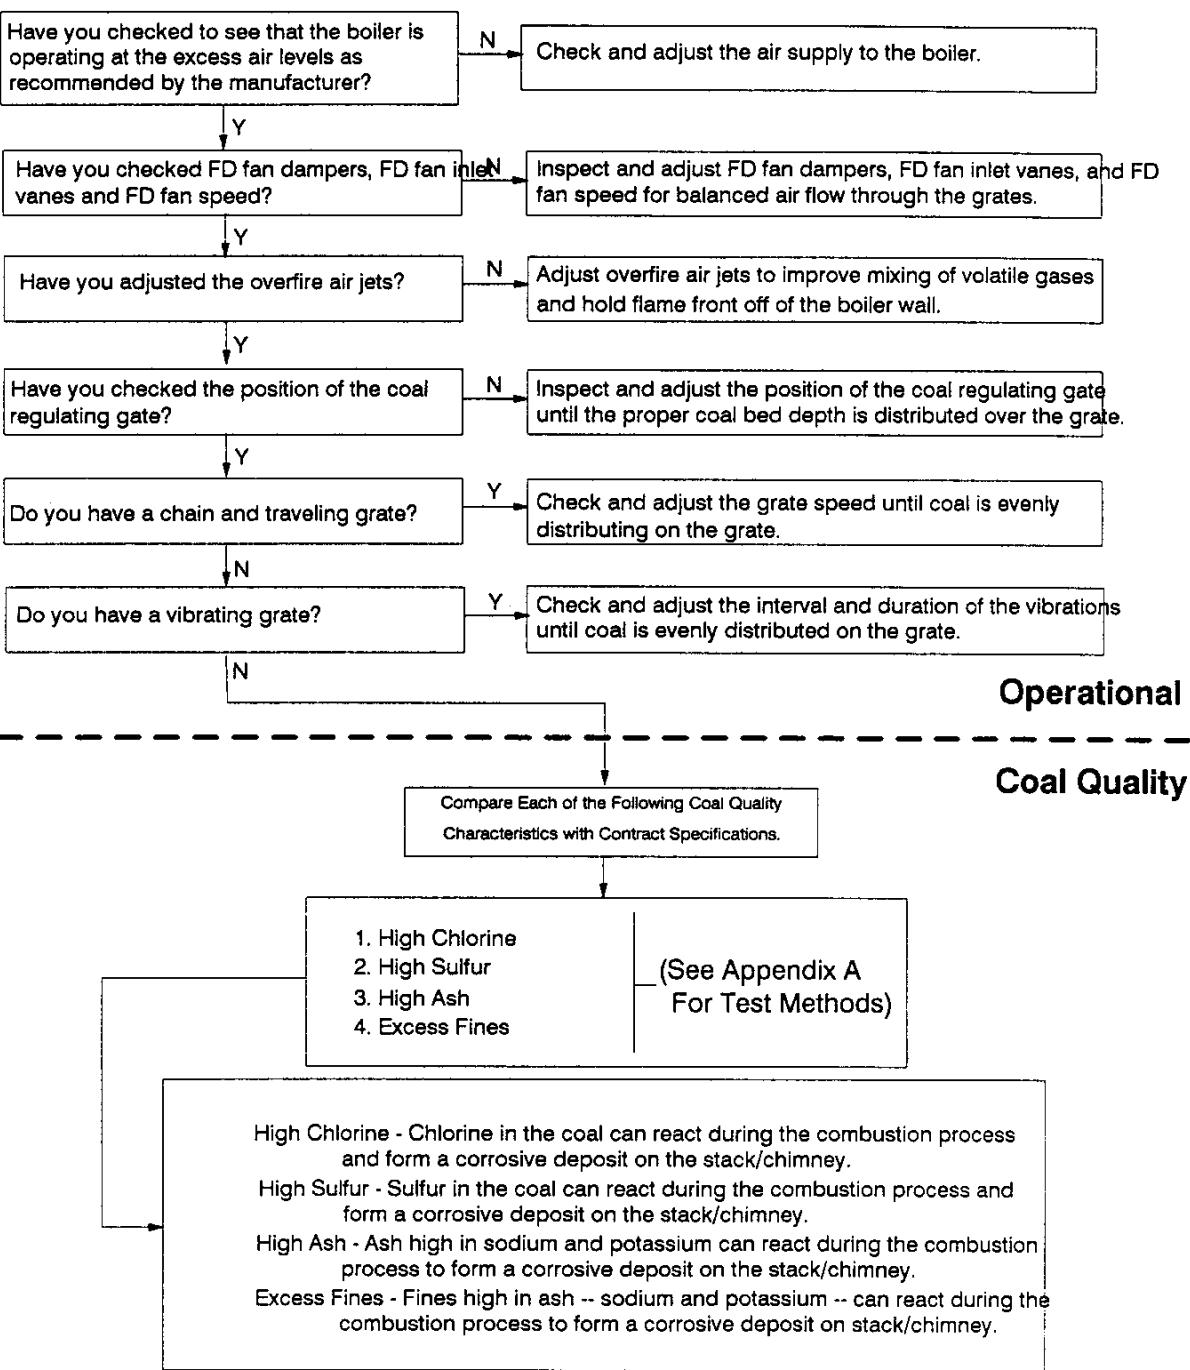 Have you checked to see that the boiler is
operating at the excess air levels as
recommended by the manufacturer?
N
Check and adjust the air supply to the boiler.
Y
Have you checked FD fan dampers, FD fan inlet
vanes and FD fan speed?
N
Inspect and adjust FD fan dampers, FD fan inlet vanes, and FD
fan speed for balanced air flow through the grates.
Y
Have you adjusted the overfire air jets?
N
Adjust overfire air jets to improve mixing of volatile gases
and hold flame front off of the boiler wall.
Y
Have you checked the position of the coal
regulating gate?
N
Inspect and adjust the position of the coal regulating gate
until the proper coal bed depth is distributed over the grate.
Y
Do you have a chain and traveling grate?
Y
Check and adjust the grate speed until coal is evenly
distributing on the grate.
N
Do you have a vibrating grate?
Y
Check and adjust the interval and duration of the vibrations
until coal is evenly distributed on the grate.
N
Operational
Coal Quality
Compare Each of the Following Coal Quality
Characteristics with Contract Specifications.
1. High Chlorine
2. High Sulfur
3. High Ash
4. Excess Fines
(See Appendix A
For Test Methods)
High Chlorine - Chlorine in the coal can react during the combustion process
and form a corrosive deposit on the stack/chimney.
High Sulfur - Sulfur in the coal can react during the combustion process and
form a corrosive deposit on the stack/chimney.
High Ash - Ash high in sodium and potassium can react during the combustion
process to form a corrosive deposit on the stack/chimney.
Excess Fines - Fines high in ash -- sodium and potassium -- can react during the
combustion process to form a corrosive deposit on stack/chimney.